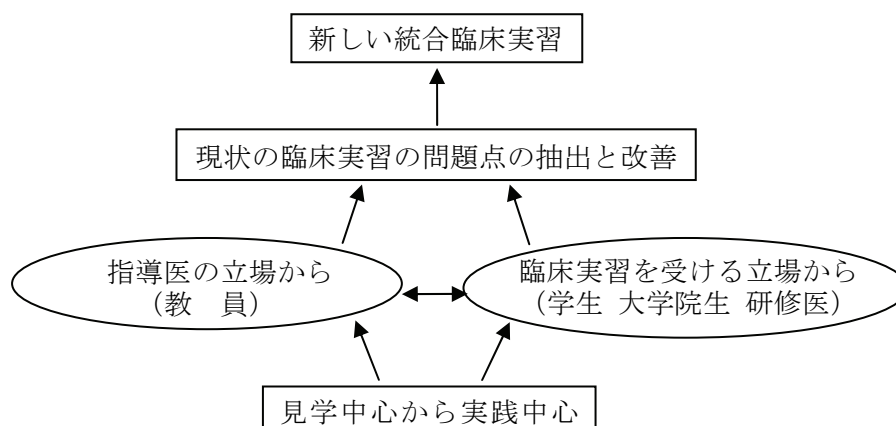 新しい統合臨床実習
現状の臨床実習の問題点の抽出と改善
指導医の立場から
（教　員）
臨床実習を受ける立場から
（学生 大学院生 研修医）
見学中心から実践中心